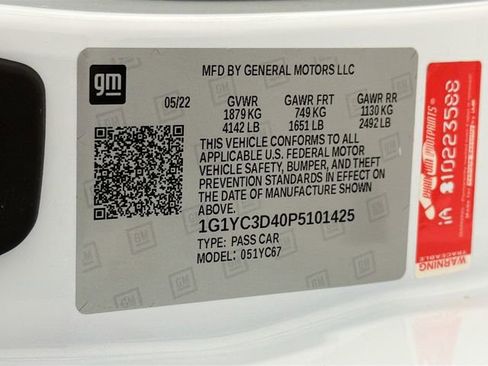 gm
MFD BY GENERAL MOTORS LLC
05/22 GVWR GAWR FRT GAWR RR
1879 KG 749 KG 1130 KG
4142 LB 1651 LB 2492 LB
THIS VEHICLE CONFORMS TO ALL
APPLICABLE U.S. FEDERAL MOTOR
VEHICLE SAFETY, BUMPER, AND THEFT
PREVENTION STANDARDS IN EFFECT ON
THE DATE OF MANUFACTURE SHOWN
ABOVE.
1G1YC3D40P5101425
TYPE: PASS CAR
MODEL: 051YC67
WARNING
iA 810223588